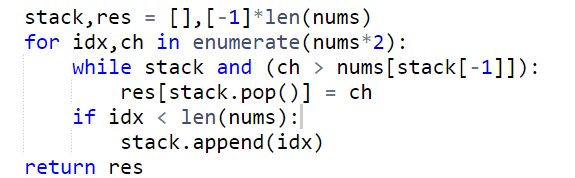 stack,res = [],[-1]*len(nums)
for idx,ch in enumerate(nums*2):
    while stack and (ch > nums[stack[-1]]):
        res[stack.pop()] = ch
    if idx < len(nums):
        stack.append(idx)
return res